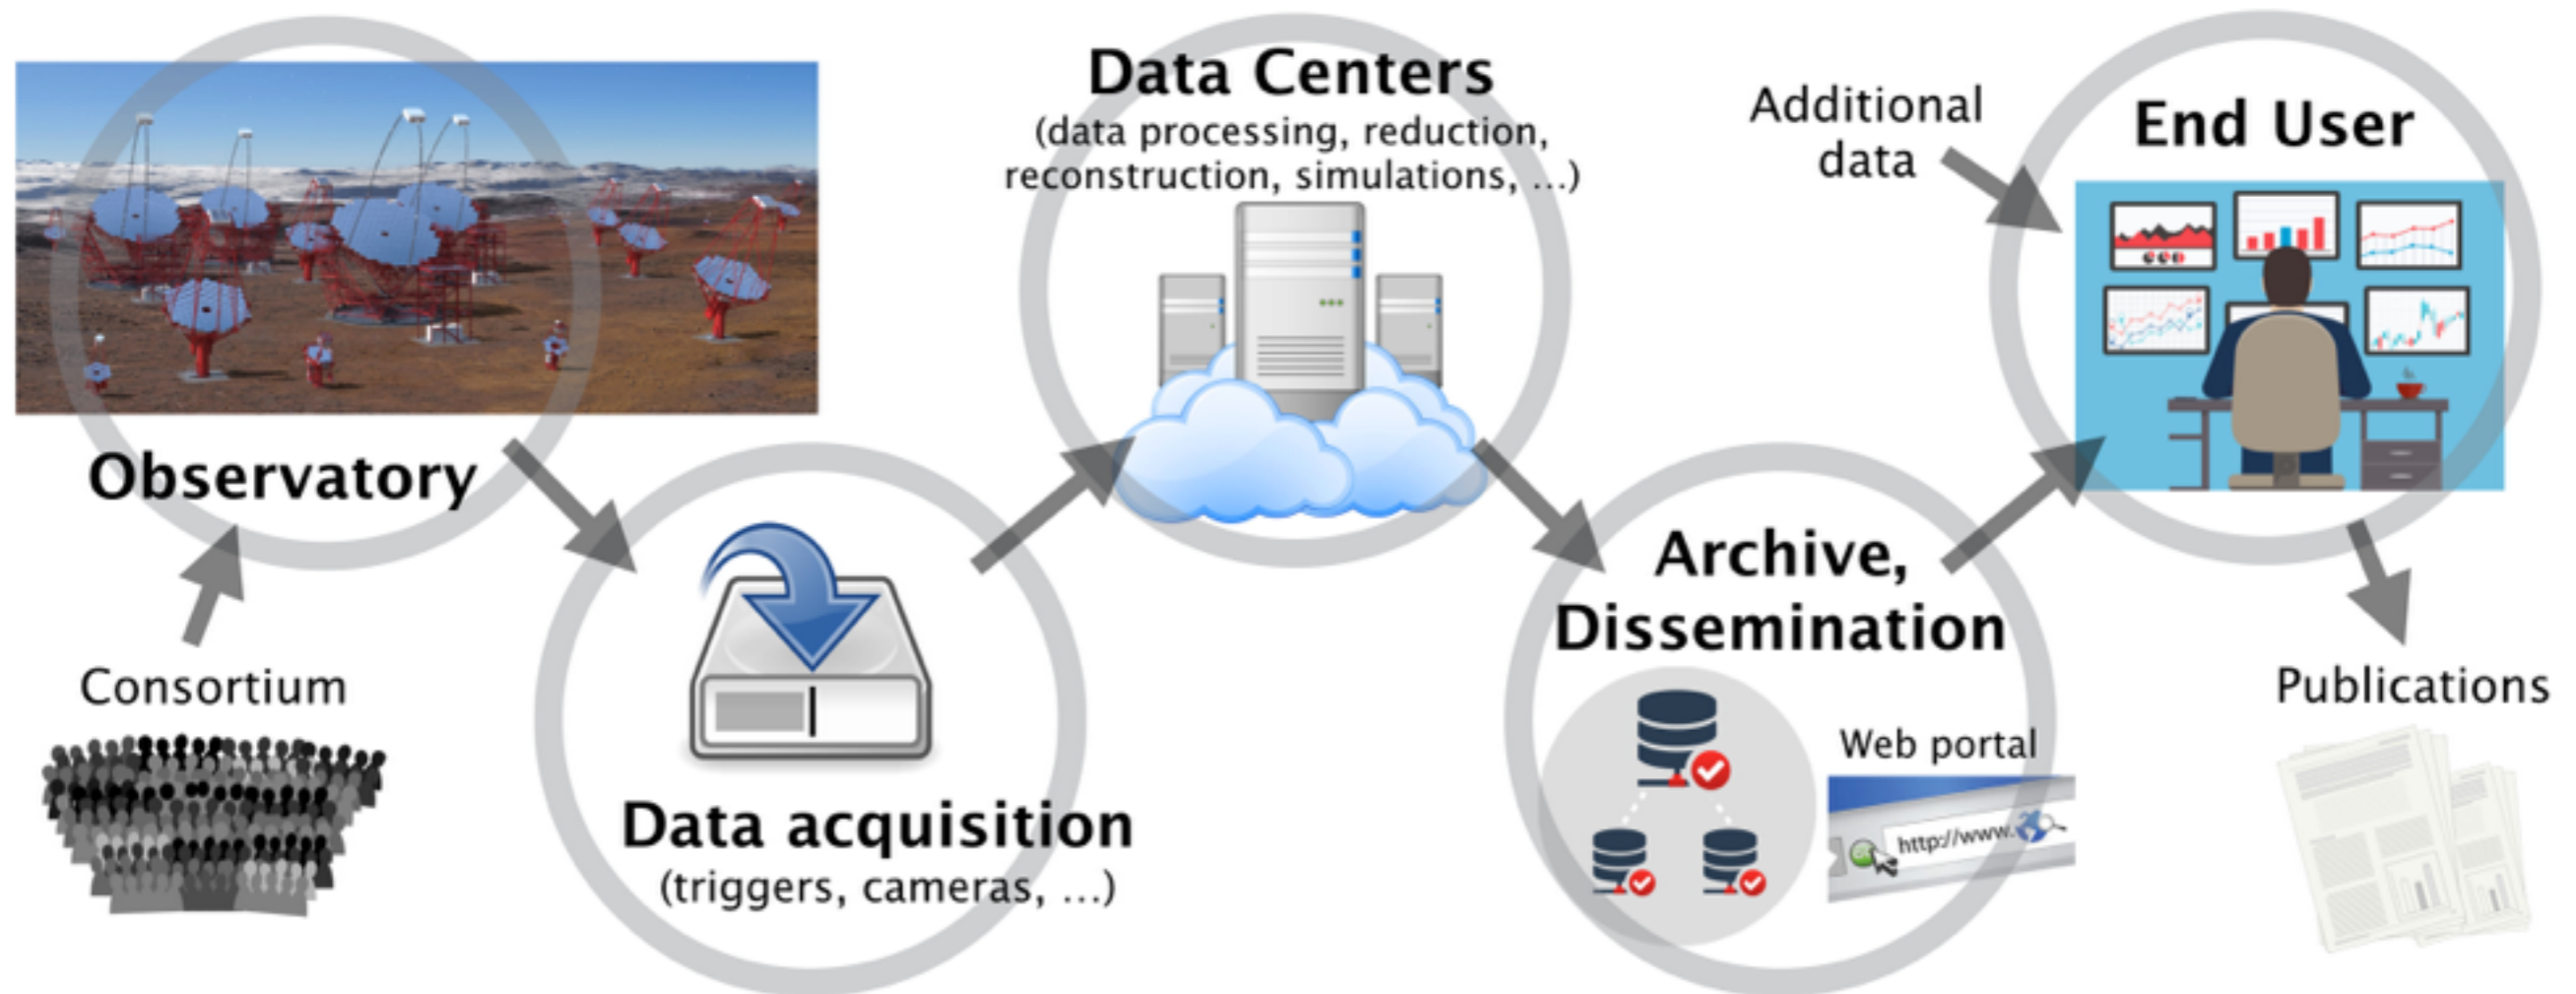 Observatory
Consortium
Data acquisition
(triggers, cameras, ...)
Data Centers
(data processing, reduction,
reconstruction, simulations, ...)
Archive,
Dissemination
Web portal
http://www.
Additional
data
End User
Publications